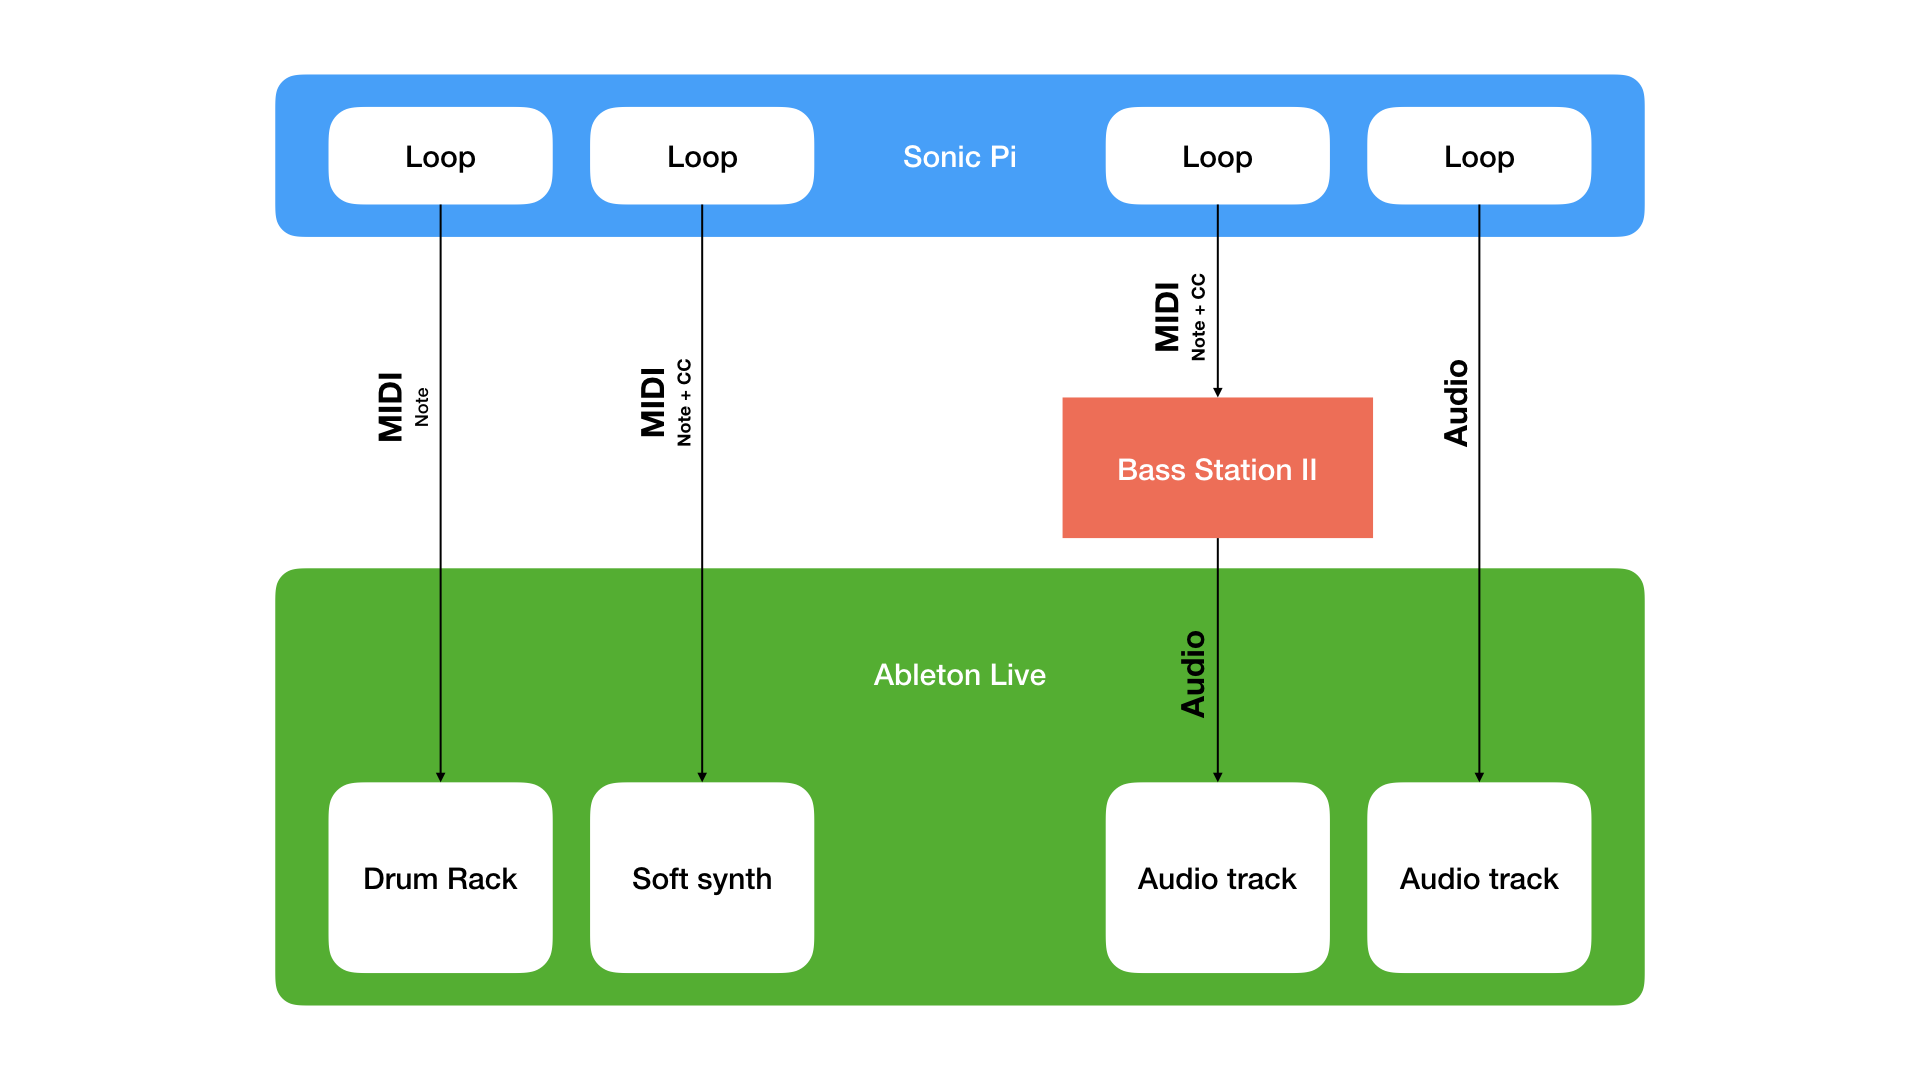 Loop
Loop
Sonic Pi
Loop
Loop
MIDI
Note
MIDI
Note + CC
MIDI
Note + CC
Audio
Bass Station II
Ableton Live
Audio
Drum Rack
Soft synth
Audio track
Audio track